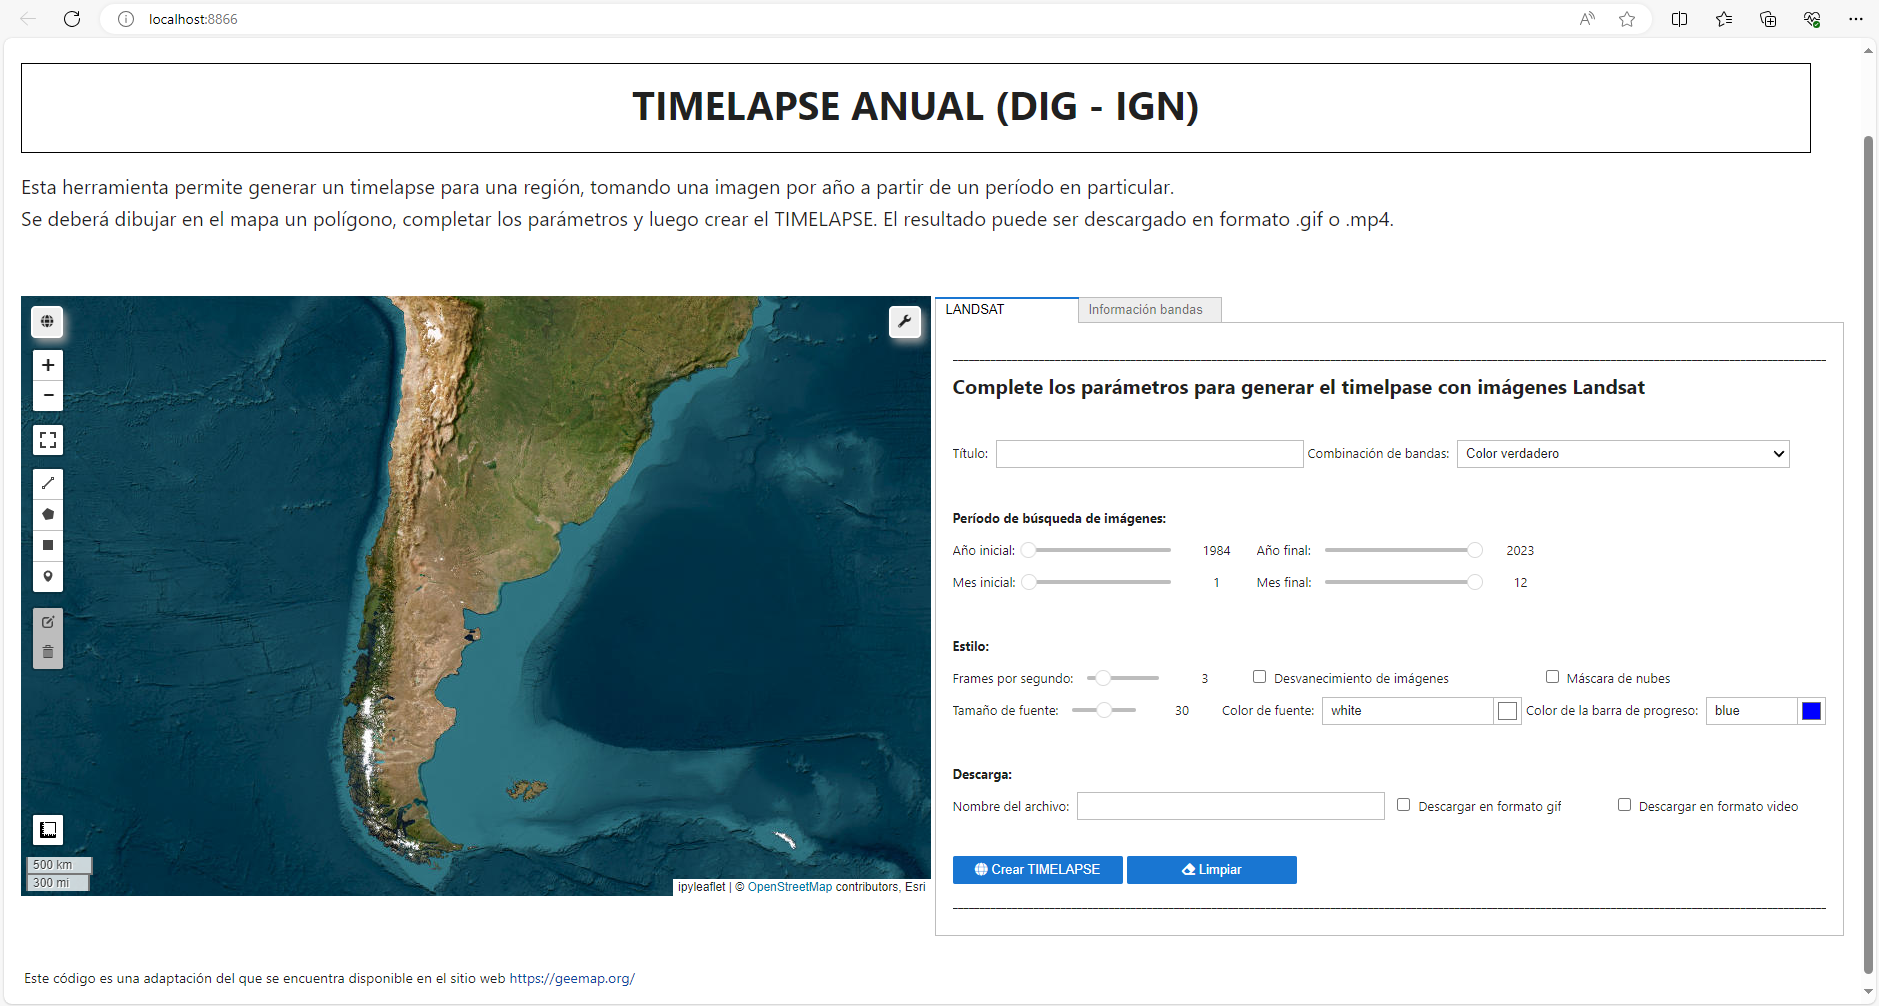 localhost:8866
TIMELAPSE ANUAL (DIG - IGN)
Esta herramienta permite generar un timelapse para una región, tomando una imagen por año a partir de un período en particular.
Se deberá dibujar en el mapa un polígono, completar los parámetros y luego crear el TIMELAPSE. El resultado puede ser descargado en formato .gif o .mp4.
LANDSAT
Información bandas
Complete los parámetros para generar el timelpase con imágenes Landsat
Título:
Combinación de bandas: Color verdadero
Período de búsqueda de imágenes:
Año inicial: 1984 Año final: 2023
Mes inicial: 1 Mes final: 12
Estilo:
Frames por segundo: 3 Desvanecimiento de imágenes Máscara de nubes
Tamaño de fuente: 30 Color de fuente: white Color de la barra de progreso: blue
Descarga:
Nombre del archivo: Descargar en formato gif Descargar en formato video
Crear TIMELAPSE Limpiar
500 km
300 mi
ipyleaflet | © OpenStreetMap contributors, Esri
Este código es una adaptación del que se encuentra disponible en el sitio web https://geemap.org/